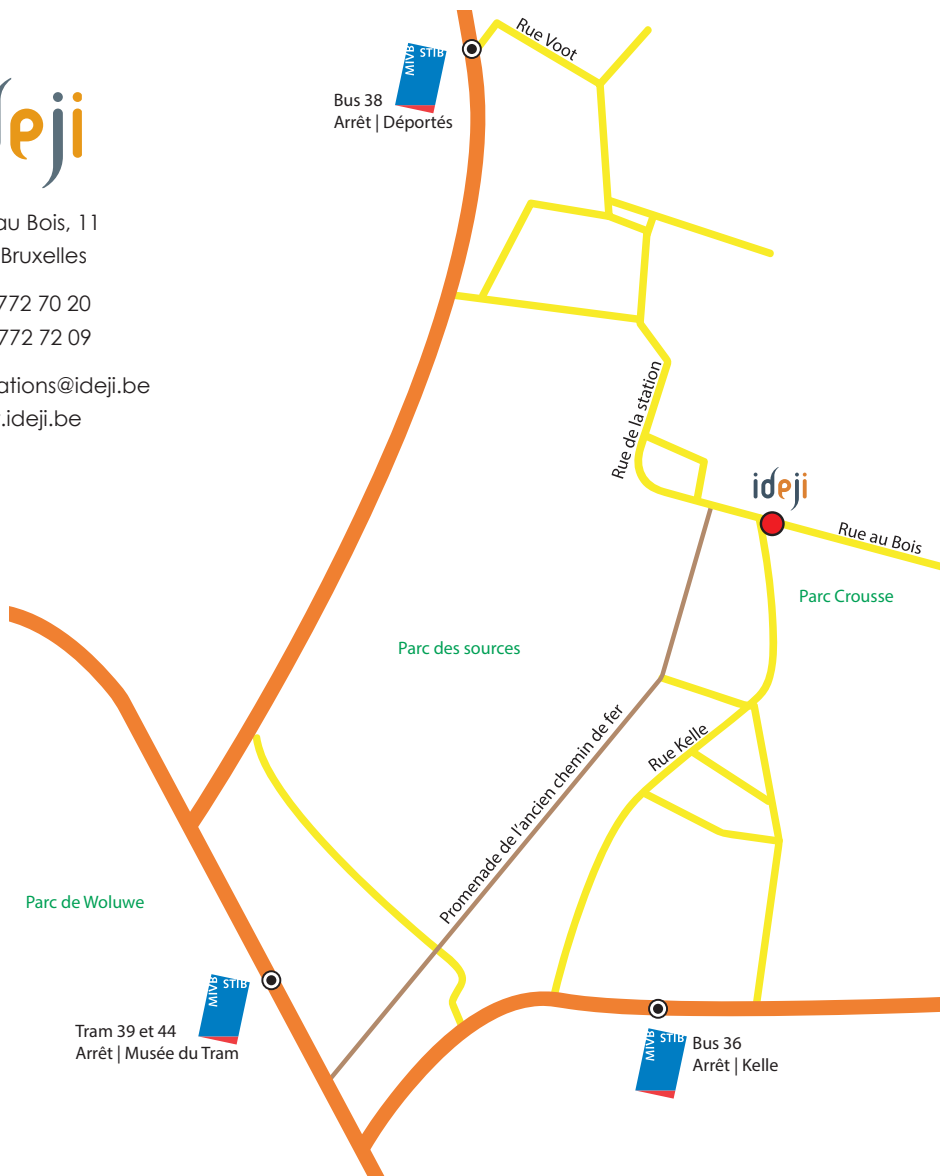 Rue Voot
MIVB STIB
Bus 38
Arrêt | Déportés
deji
au Bois, 11
Bruxelles
772 70 20
772 72 09
ations@ideji.be
.ideji.be
Rue de la station
ideji
Rue au Bois
Parc Crousse
Parc des sources
Promenade de l'ancien chemin de fer
Rue Kelle
Parc de Woluwe
MIVB STIB
Tram 39 et 44
Arrêt | Musée du Tram
MIVB STIB
Bus 36
Arrêt | Kelle